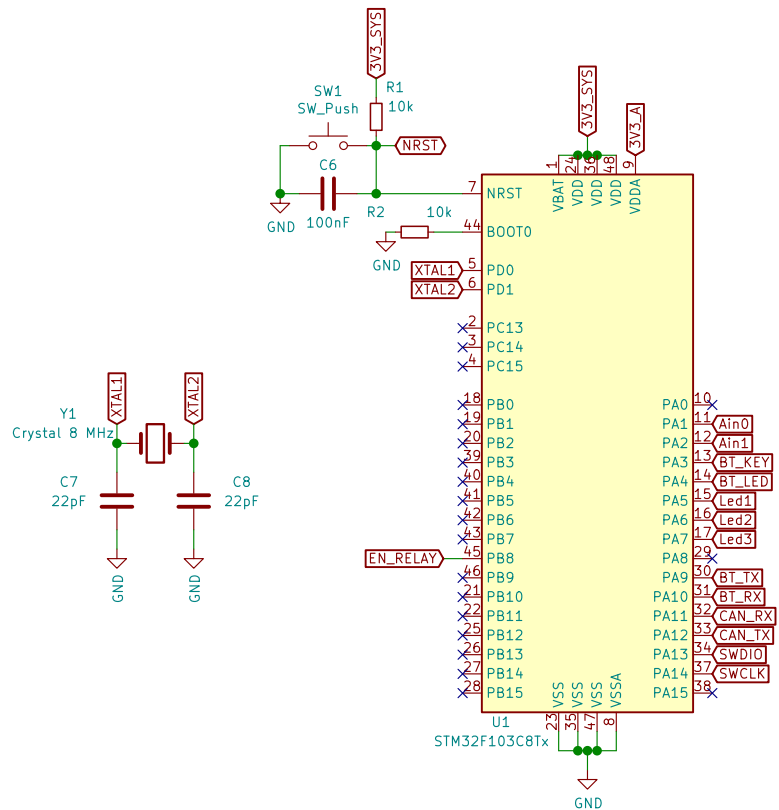 3V3_SYS
R1
10k
SW1
SW_Push
NRST
C6
100nF
GND
R2
10k
GND
3V3_SYS
3V3_A
1
24
36
48
9
VBAT
VDD
VDD
VDD
VDDA
7
NRST
44
BOOT0
XTAL1
5
PD0
XTAL2
6
PD1
2
PC13
3
PC14
4
PC15
18
PB0
PA0
10
19
PB1
PA1
11
Ain0
20
PB2
PA2
12
Ain1
39
PB3
PA3
13
BT_KEY
40
PB4
PA4
14
BT_LED
41
PB5
PA5
15
Led1
42
PB6
PA6
16
Led2
43
PB7
PA7
17
Led3
EN_RELAY
45
PB8
PA8
29
46
PB9
PA9
30
BT_TX
21
PB10
PA10
31
BT_RX
22
PB11
PA11
32
CAN_RX
25
PB12
PA12
33
CAN_TX
26
PB13
PA13
34
SWDIO
27
PB14
PA14
37
SWCLK
28
PB15
PA15
38
VSS
VSS
VSS
VSSA
23
35
47
8
U1
STM32F103C8Tx
GND
XTAL1
XTAL2
Y1
Crystal 8 MHz
C7
22pF
C8
22pF
GND
GND